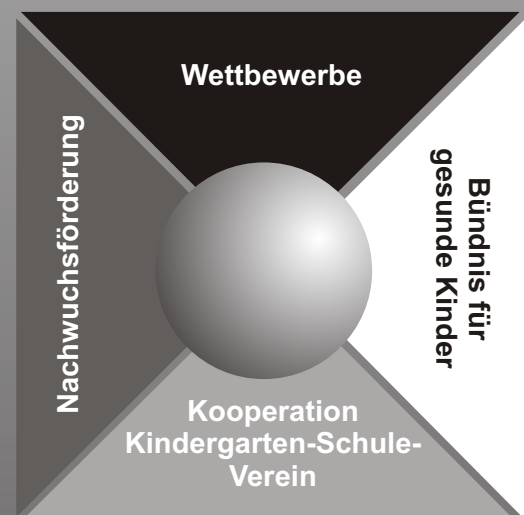 Wettbewerbe
Nachwuchsförderung
Bündnis für
gesunde Kinder
Kooperation
Kindergarten-Schule-
Verein